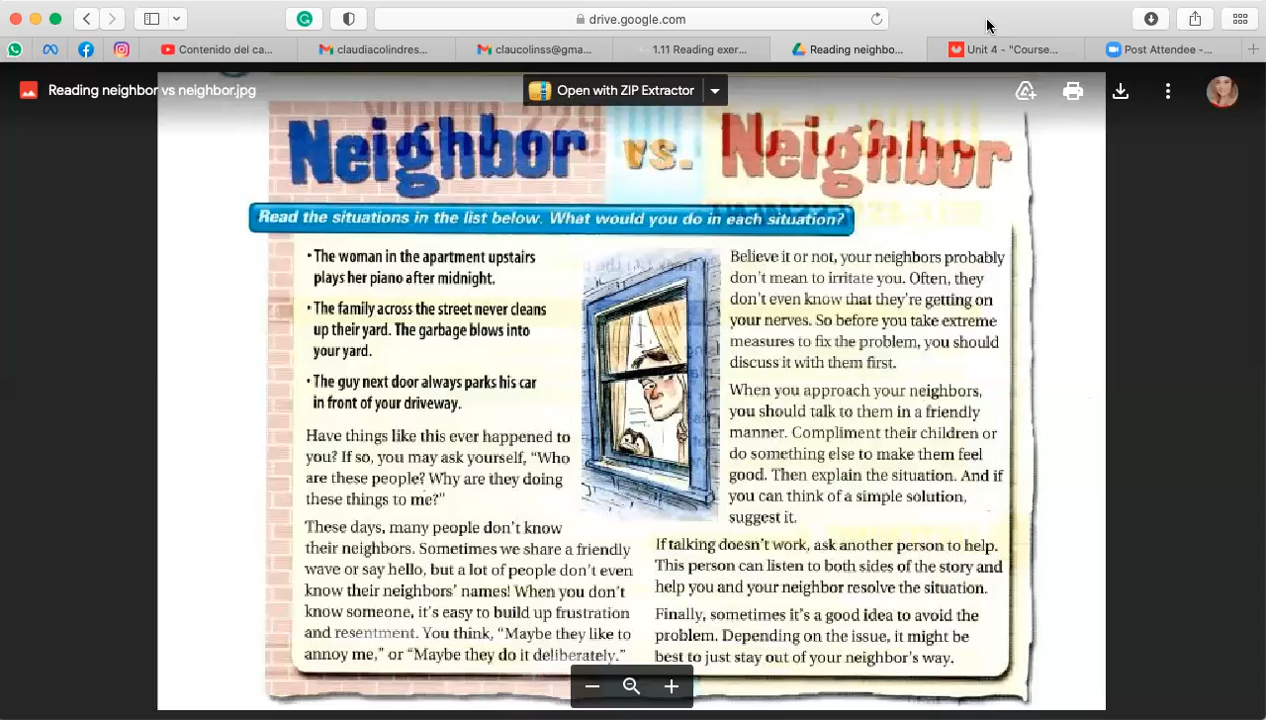 drive.google.com
Contenido del ca...
claudiacolindres...
claucolinss@gma...
1.11 Reading exer...
Reading neighbo...
Unit 4 - "Course...
Post Attendee -...
Reading neighbor vs neighbor.jpg
Open with ZIP Extractor
Neighbor vs. Neighbor
Read the situations in the list below. What would you do in each situation?
• The woman in the apartment upstairs
plays her piano after midnight.
• The family across the street never cleans
up their yard. The garbage blows into
your yard.
• The guy next door always parks his car
in front of your driveway.
Have things like this ever happened to
you? If so, you may ask yourself, “Who
are these people? Why are they doing
these things to me?”
These days, many people don’t know
their neighbors. Sometimes we share a friendly
wave or say hello, but a lot of people don’t even
know their neighbors’ names! When you don’t
know someone, it’s easy to build up frustration
and resentment. You think, “Maybe they like to
annoy me,” or “Maybe they do it deliberately.”
Believe it or not, your neighbors probably
don’t mean to irritate you. Often, they
don’t even know that they’re getting on
your nerves. So before you take extreme
measures to fix the problem, you should
discuss it with them first.
When you approach your neighbors,
you should talk to them in a friendly
manner. Compliment their children or
do something else to make them feel
good. Then explain the situation. And if
you can think of a simple solution,
suggest it.
If talking doesn’t work, ask another person to help.
This person can listen to both sides of the story and
help you and your neighbor resolve the situation.
Finally, sometimes it’s a good idea to avoid the
problem. Depending on the issue, it might be
best to just stay out of your neighbor’s way.